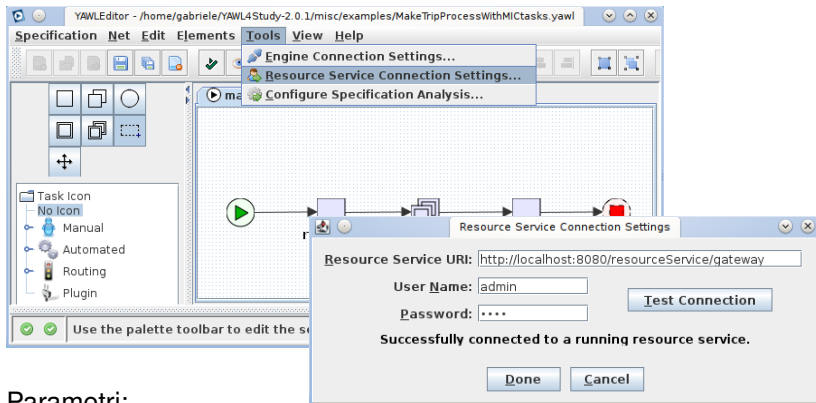 YAWLEditor - /home/gabriele/YAWL4Study-2.0.1/misc/examples/MakeTripProcessWithMICtasks.yawl
Specification Net Edit Elements Tools View Help
Engine Connection Settings...
Resource Service Connection Settings...
Configure Specification Analysis...
ma
Task Icon
No Icon
Manual
Automated
Routing
Plugin
r
Use the palette toolbar to edit the se
Resource Service Connection Settings
Resource Service URI: http://localhost:8080/resourceService/gateway
User Name: admin
Password: ••••
Test Connection
Successfully connected to a running resource service.
Done Cancel
Parametri: